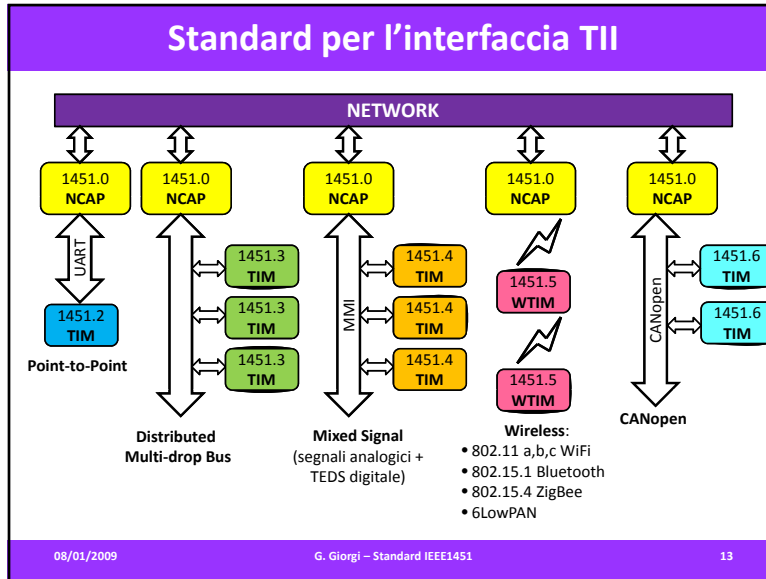 Standard per l'interfaccia TII
NETWORK
1451.0
NCAP
1451.0
NCAP
1451.0
NCAP
1451.0
NCAP
1451.0
NCAP
UART
1451.2
TIM
Point-to-Point
1451.3
TIM
1451.3
TIM
1451.3
TIM
Distributed
Multi-drop Bus
MMI
1451.4
TIM
1451.4
TIM
1451.4
TIM
Mixed Signal
(segnali analogici +
TEDS digitale)
1451.5
WTIM
1451.5
WTIM
Wireless:
• 802.11 a,b,c WiFi
• 802.15.1 Bluetooth
• 802.15.4 ZigBee
• 6LowPAN
CANopen
1451.6
TIM
1451.6
TIM
CANopen
08/01/2009
G. Giorgi – Standard IEEE1451
13